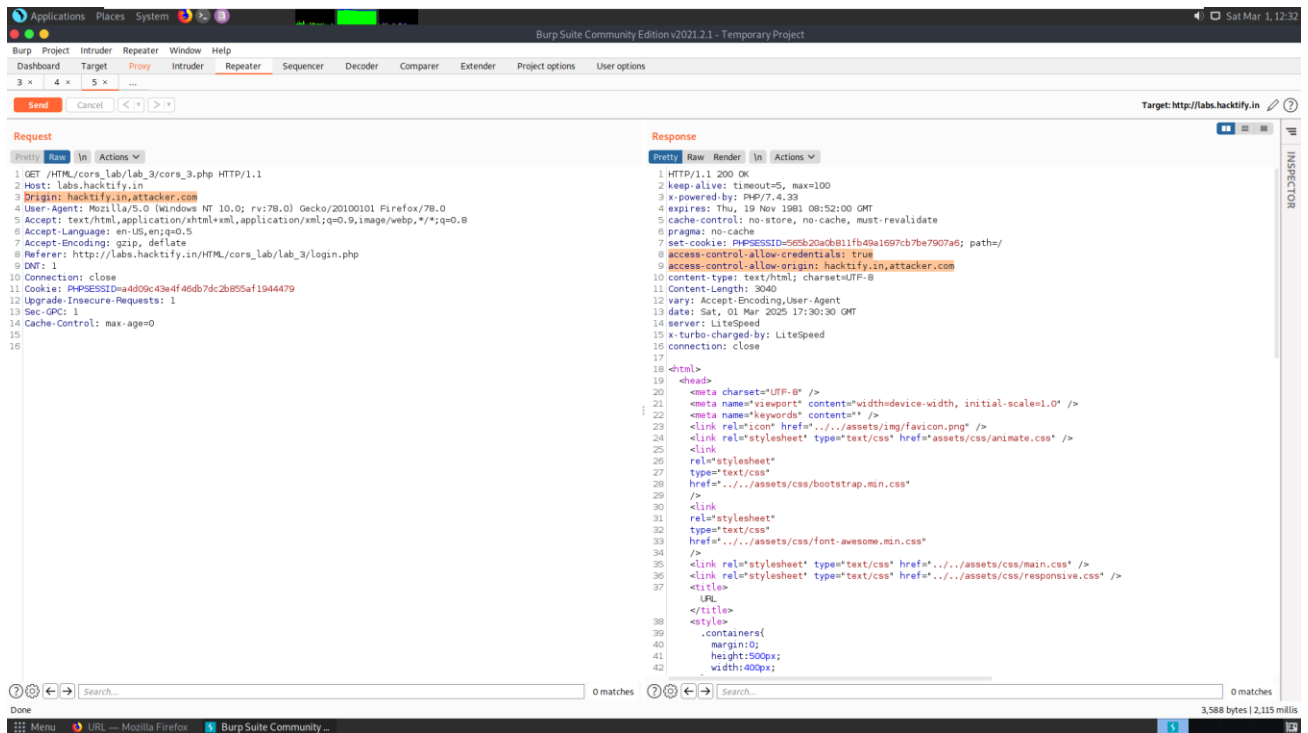 Applications Places System Sat Mar 1, 12:32
Burp Suite Community Edition v2021.2.1 - Temporary Project
Burp Project Intruder Repeater Window Help
Dashboard Target Proxy Intruder Repeater Sequencer Decoder Comparer Extender Project options User options
3 × 4 × 5 × ...
Send Cancel < > Target: http://labs.hacktify.in
Request
Pretty Raw \n Actions
1 GET /HTML/cors_lab/lab_3/cors_3.php HTTP/1.1
2 Host: labs.hacktify.in
3 Origin: hacktify.in,attacker.com
4 User-Agent: Mozilla/5.0 (Windows NT 10.0; rv:78.0) Gecko/20100101 Firefox/78.0
5 Accept: text/html,application/xhtml+xml,application/xml;q=0.9,image/webp,*/*;q=0.8
6 Accept-Language: en-US,en;q=0.5
7 Accept-Encoding: gzip, deflate
8 Referer: http://labs.hacktify.in/HTML/cors_lab/lab_3/login.php
9 DNT: 1
10 Connection: close
11 Cookie: PHPSESSID=a4d09c43e4f46db7dc2b855af1944479
12 Upgrade-Insecure-Requests: 1
13 Sec-GPC: 1
14 Cache-Control: max-age=0
15
16
Search... 0 matches
Response
Pretty Raw Render \n Actions
1 HTTP/1.1 200 OK
2 keep-alive: timeout=5, max=100
3 x-powered-by: PHP/7.4.33
4 expires: Thu, 19 Nov 1981 08:52:00 GMT
5 cache-control: no-store, no-cache, must-revalidate
6 pragma: no-cache
7 set-cookie: PHPSESSID=565b20a0b811fb49a1697cb7be7907a6; path=/
8 access-control-allow-credentials: true
9 access-control-allow-origin: hacktify.in,attacker.com
10 content-type: text/html; charset=UTF-8
11 Content-Length: 3040
12 vary: Accept-Encoding,User-Agent
13 date: Sat, 01 Mar 2025 17:30:30 GMT
14 server: LiteSpeed
15 x-turbo-charged-by: LiteSpeed
16 connection: close
17
18 <html>
19 <head>
20 <meta charset="UTF-8" />
21 <meta name="viewport" content="width=device-width, initial-scale=1.0" />
22 <meta name="keywords" content="" />
23 <link rel="icon" href="../../assets/img/favicon.png" />
24 <link rel="stylesheet" type="text/css" href="assets/css/animate.css" />
25 <link
26 rel="stylesheet"
27 type="text/css"
28 href="../../assets/css/bootstrap.min.css"
29 />
30 <link
31 rel="stylesheet"
32 type="text/css"
33 href="../../assets/css/font-awesome.min.css"
34 />
35 <link rel="stylesheet" type="text/css" href="../../assets/css/main.css" />
36 <link rel="stylesheet" type="text/css" href="../../assets/css/responsive.css" />
37 <title>
URL
</title>
38 <style>
39 .containers{
40 margin:0;
41 height:500px;
42 width:400px;
Search... 0 matches
INSPECTOR
Done 3,588 bytes | 2,115 millis
Menu URL — Mozilla Firefox Burp Suite Community ...